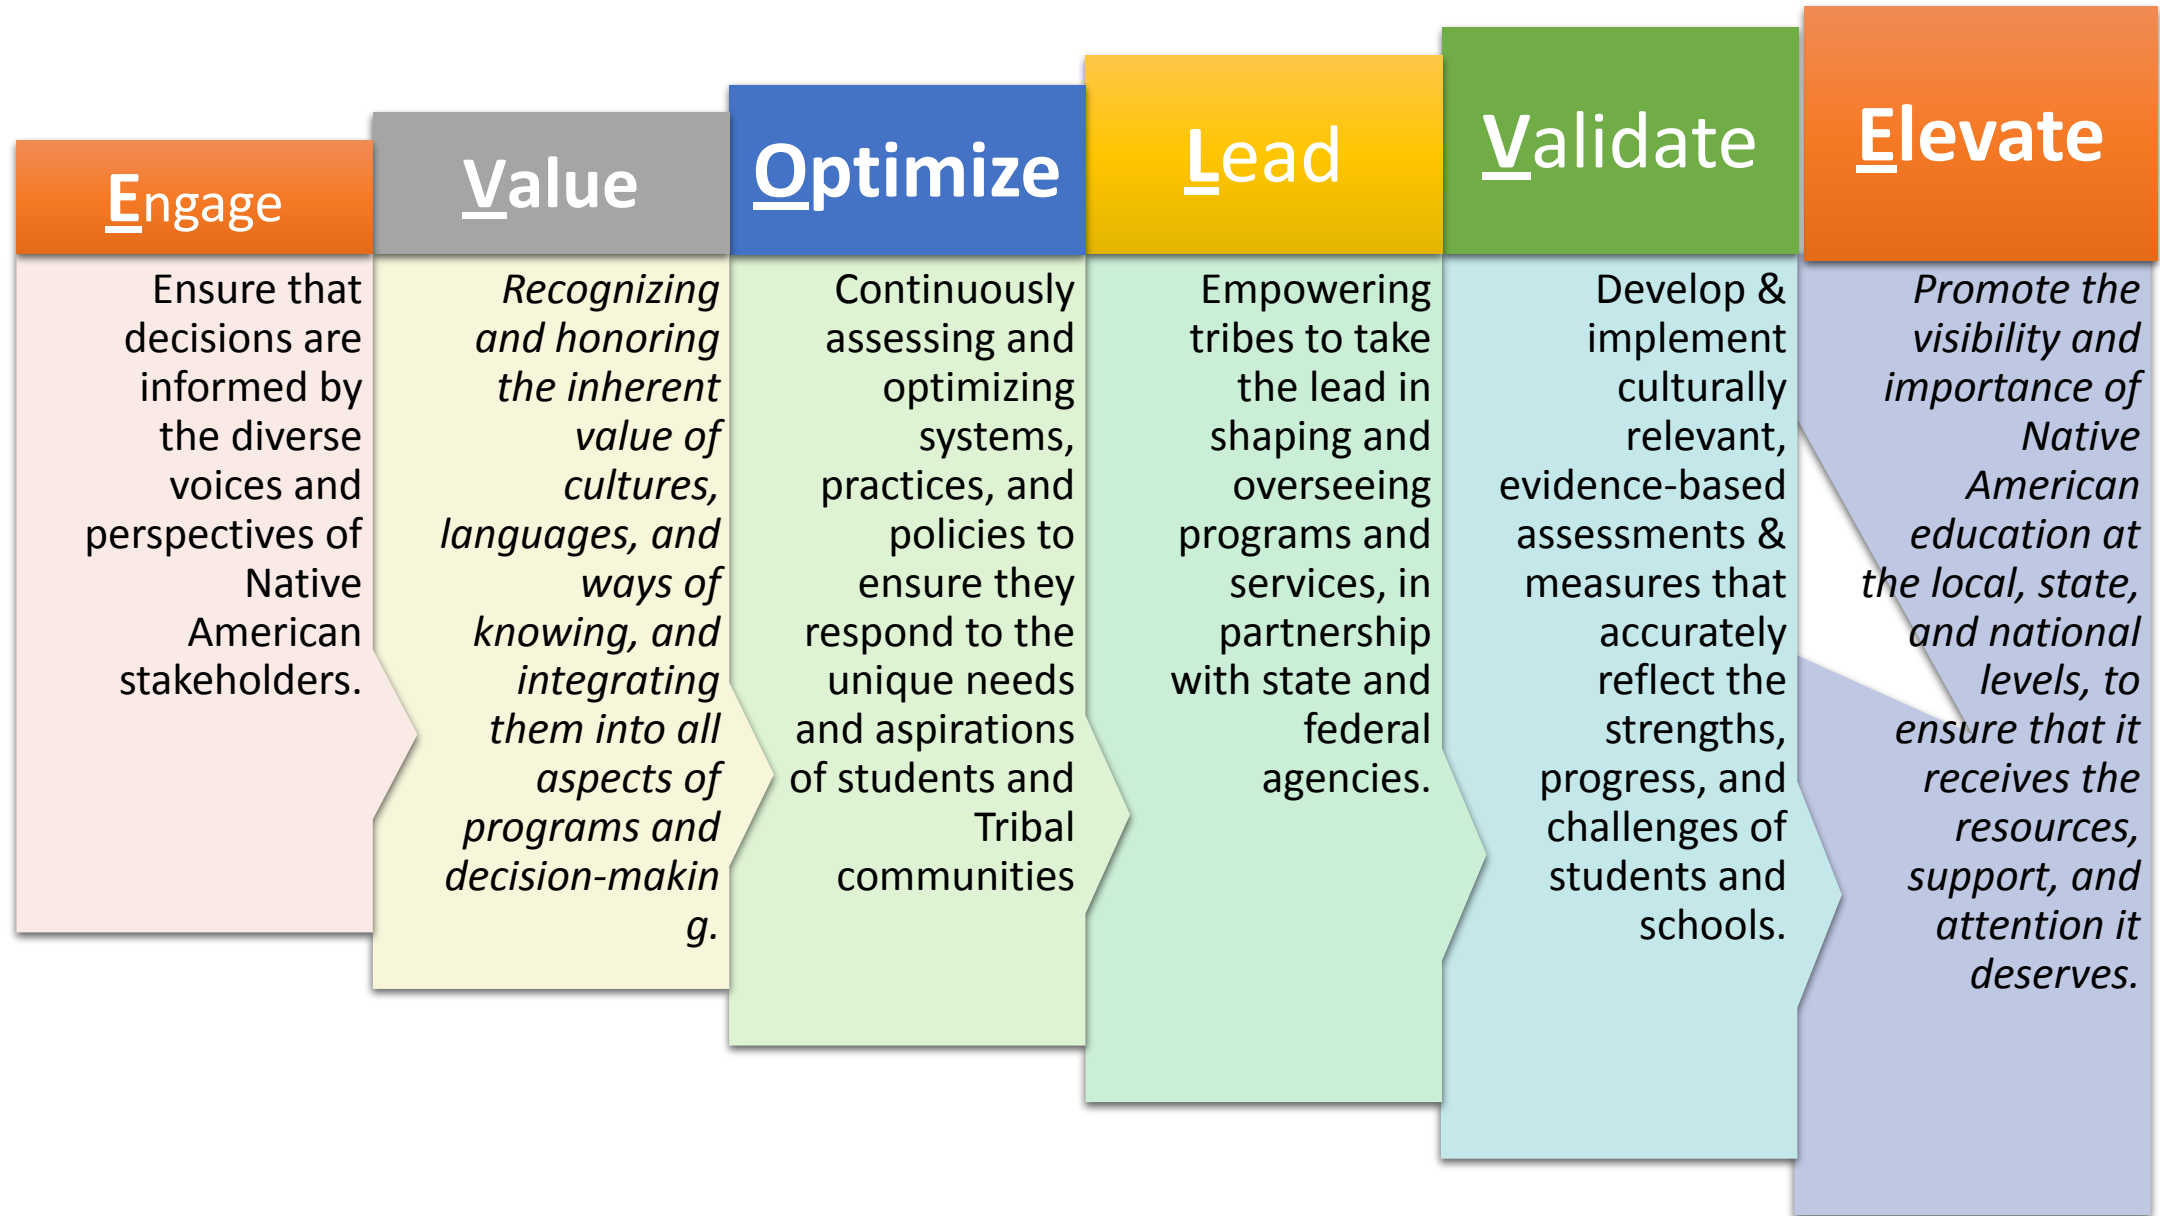 Engage
Ensure that
decisions are
informed by
the diverse
voices and
perspectives of
Native
American
stakeholders.
Value
Recognizing
and honoring
the inherent
value of
cultures,
languages, and
ways of
knowing, and
integrating
them into all
aspects of
programs and
decision-makin
g.
Optimize
Continuously
assessing and
optimizing
systems,
practices, and
policies to
ensure they
respond to the
unique needs
and aspirations
of students and
Tribal
communities
Lead
Empowering
tribes to take
the lead in
shaping and
overseeing
programs and
services, in
partnership
with state and
federal
agencies.
Validate
Develop &
implement
culturally
relevant,
evidence-based
assessments &
measures that
accurately
reflect the
strengths,
progress, and
challenges of
students and
schools.
Elevate
Promote the
visibility and
importance of
Native
American
education at
the local, state,
and national
levels, to
ensure that it
receives the
resources,
support, and
attention it
deserves.